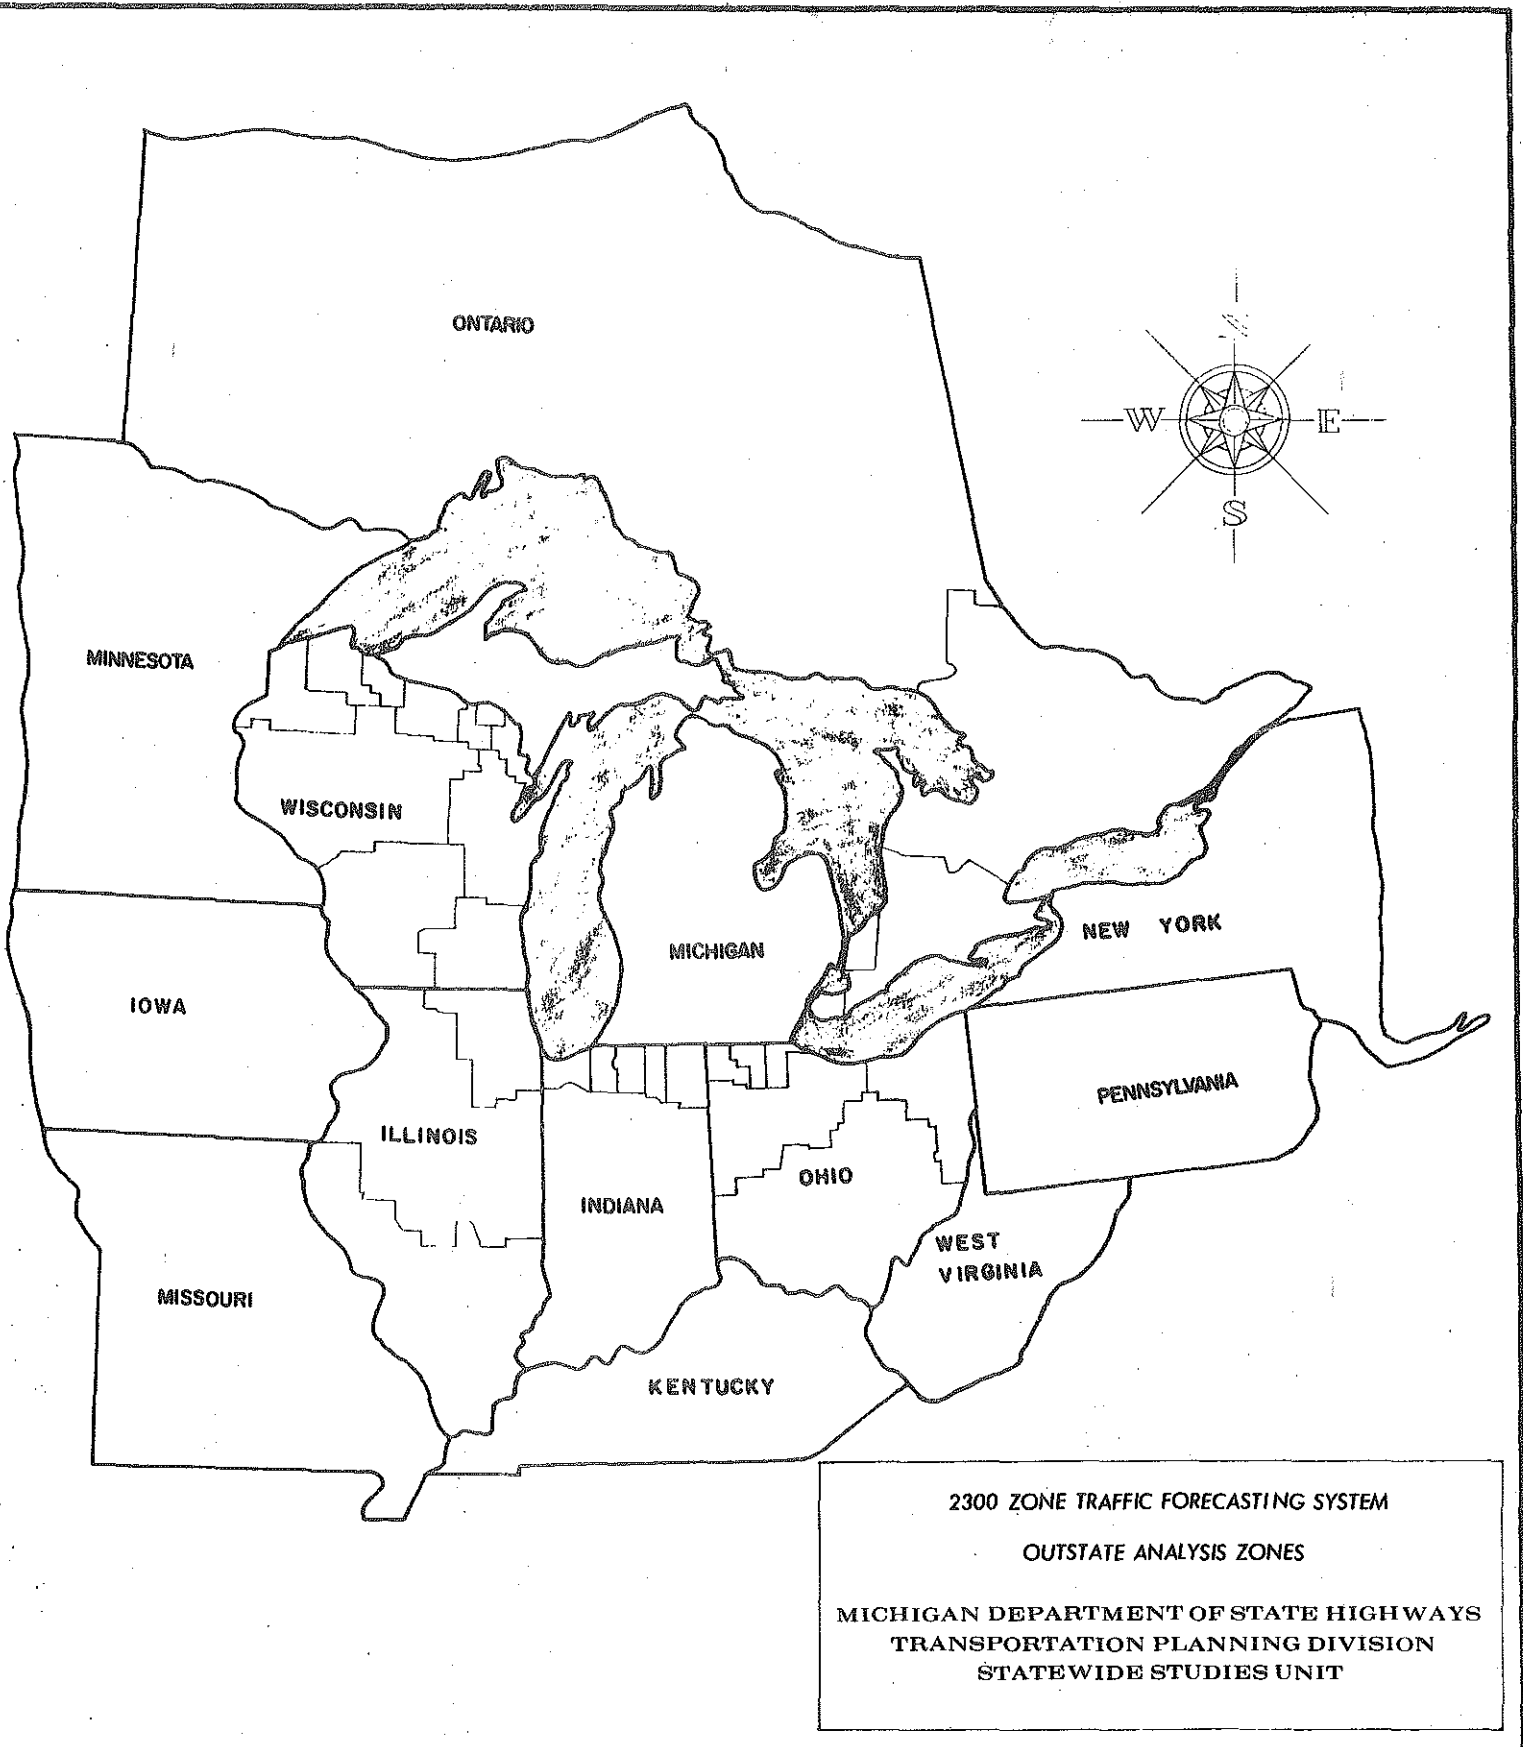 ONTARIO
N
W
E
S
MINNESOTA
WISCONSIN
MICHIGAN
NEW YORK
IOWA
PENNSYLVANIA
ILLINOIS
OHIO
INDIANA
WEST
VIRGINIA
MISSOURI
KENTUCKY
2300 ZONE TRAFFIC FORECASTING SYSTEM
OUTSTATE ANALYSIS ZONES
MICHIGAN DEPARTMENT OF STATE HIGHWAYS
TRANSPORTATION PLANNING DIVISION
STATEWIDE STUDIES UNIT